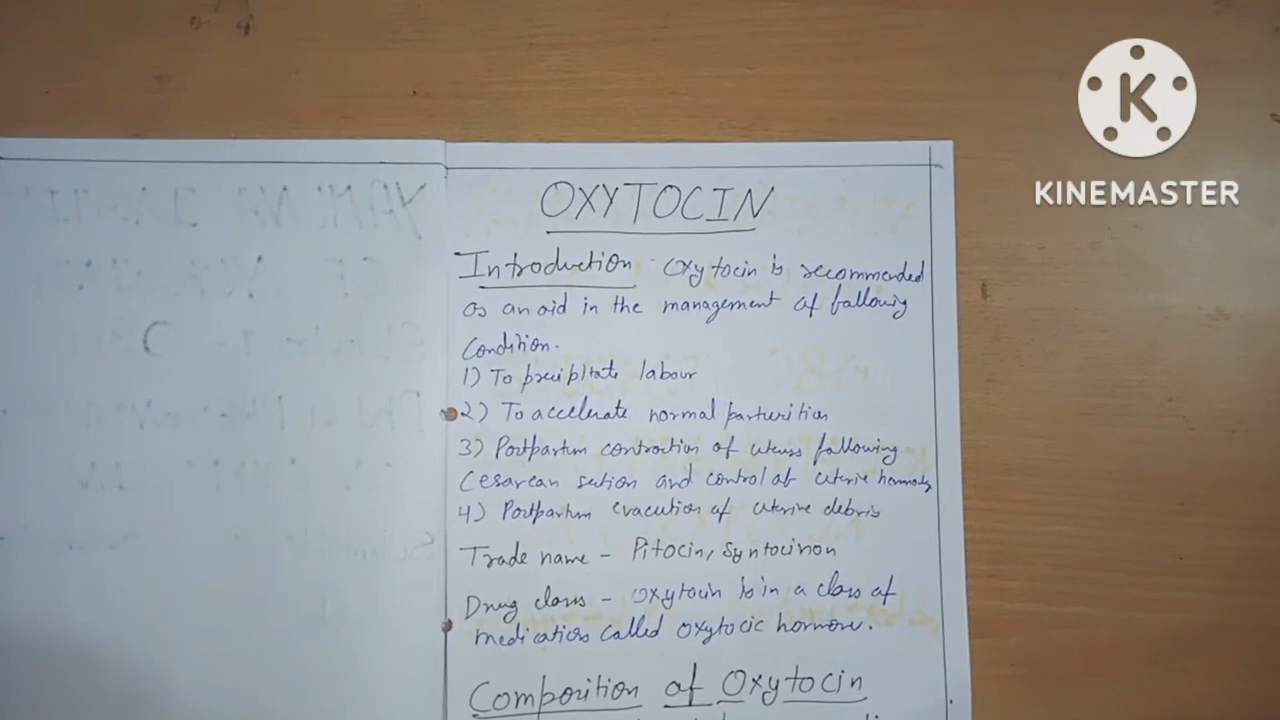 KINEMASTER
OXYTOCIN
Introduction - Oxytocin is recommended
as an aid in the management of following
Condition.
1) To precipitate labour
2) To accelerate normal parturition
3) Postpartum contraction of uterus following
Cesarean section and control of uterine
4) Postpartum evacution of uterine debris
Trade name - Pitocin, Syntocinon
Drug class - Oxytocin is in a class of
medications called oxytocic hormone.
Composition of Oxytocin